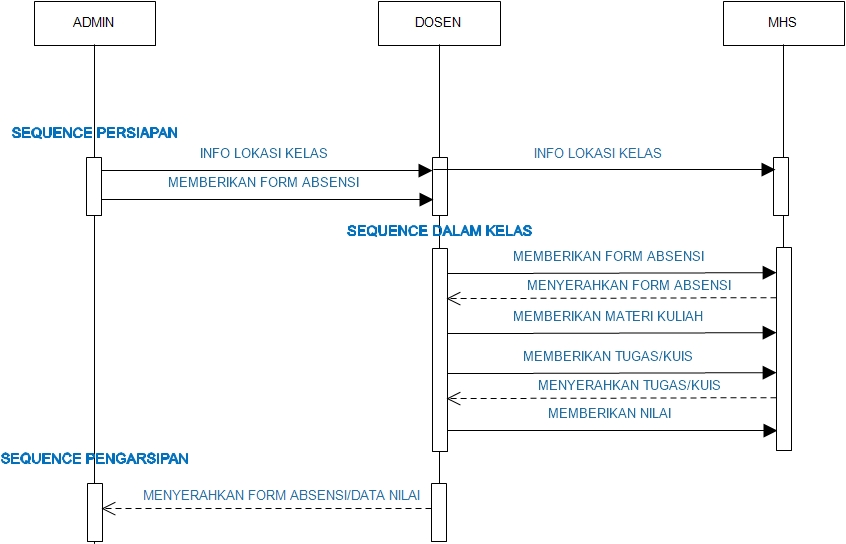 ADMIN
DOSEN
MHS
SEQUENCE PERSIAPAN
INFO LOKASI KELAS
INFO LOKASI KELAS
MEMBERIKAN FORM ABSENSI
SEQUENCE DALAM KELAS
MEMBERIKAN FORM ABSENSI
MENYERAHKAN FORM ABSENSI
MEMBERIKAN MATERI KULIAH
MEMBERIKAN TUGAS/KUIS
MENYERAHKAN TUGAS/KUIS
MEMBERIKAN NILAI
SEQUENCE PENGARSIPAN
MENYERAHKAN FORM ABSENSI/DATA NILAI